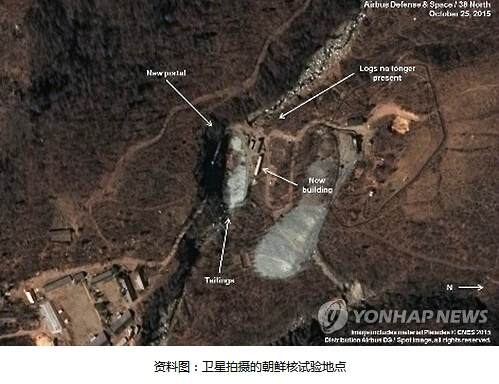 Airbus Defense & Space / 38 North
October 25, 2015
New portal
Logs no longer
present
New
building
Tailings
N
YONHAP NEWS
Image includes material Pleiades © CNES 2015
Distribution Airbus DS / Spot Image, all rights reserved.
资料图：卫星拍摄的朝鲜核试验地点